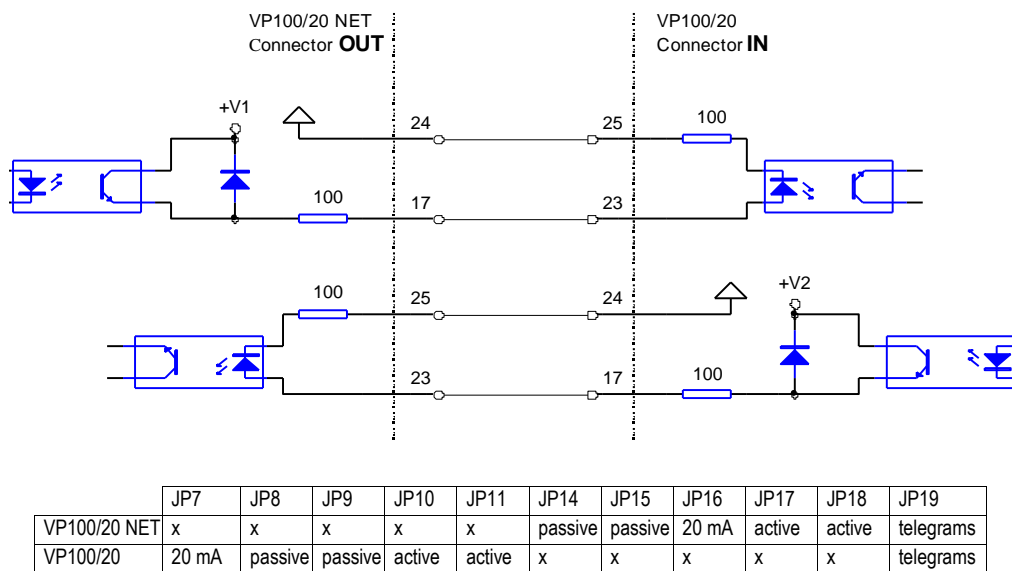 VP100/20 NET
Connector OUT
VP100/20
Connector IN
+V1
24
25
100
100
17
23
100
25
24
+V2
23
17
100
JP7 JP8 JP9 JP10 JP11 JP14 JP15 JP16 JP17 JP18 JP19
VP100/20 NET x x x x x passive passive 20 mA active active telegrams
VP100/20 20 mA passive passive active active x x x x x telegrams